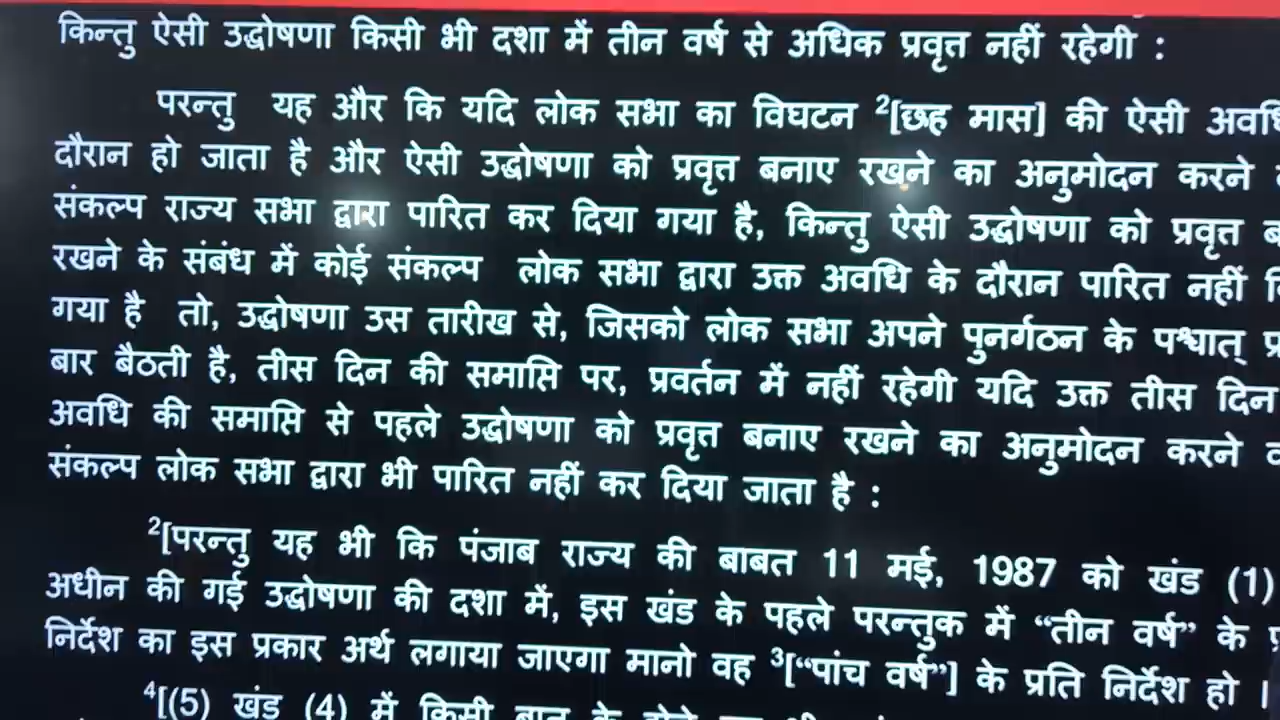 किन्तु ऐसी उद्घोषणा किसी भी दशा में तीन वर्ष से अधिक प्रवृत्त नहीं रहेगी :
परन्तु यह और कि यदि लोक सभा का विघटन 2[छह मास] की ऐसी
दौरान हो जाता है और ऐसी उद्घोषणा को प्रवृत्त बनाए रखने का अनुमोदन करने
संकल्प राज्य सभा द्वारा पारित कर दिया गया है, किन्तु ऐसी उद्घोषणा को प्रवृत्त
रखने के संबंध में कोई संकल्प लोक सभा द्वारा उक्त अवधि के दौरान पारित नहीं
गया है तो, उद्घोषणा उस तारीख से, जिसको लोक सभा अपने पुनर्गठन के पश्चात्
बार बैठती है, तीस दिन की समाप्ति पर, प्रवर्तन में नहीं रहेगी यदि उक्त तीस दिन
अवधि की समाप्ति से पहले उद्घोषणा को प्रवृत्त बनाए रखने का अनुमोदन करने
संकल्प लोक सभा द्वारा भी पारित नहीं कर दिया जाता है :
2[परन्तु यह भी कि पंजाब राज्य की बाबत 11 मई, 1987 को खंड (1)
अधीन की गई उद्घोषणा की दशा में, इस खंड के पहले परन्तुक में “तीन वर्ष” के
निर्देश का इस प्रकार अर्थ लगाया जाएगा मानो वह 3[“पांच वर्ष”] के प्रति निर्देश हो ।
4[(5) खंड (4) में किसी बात के